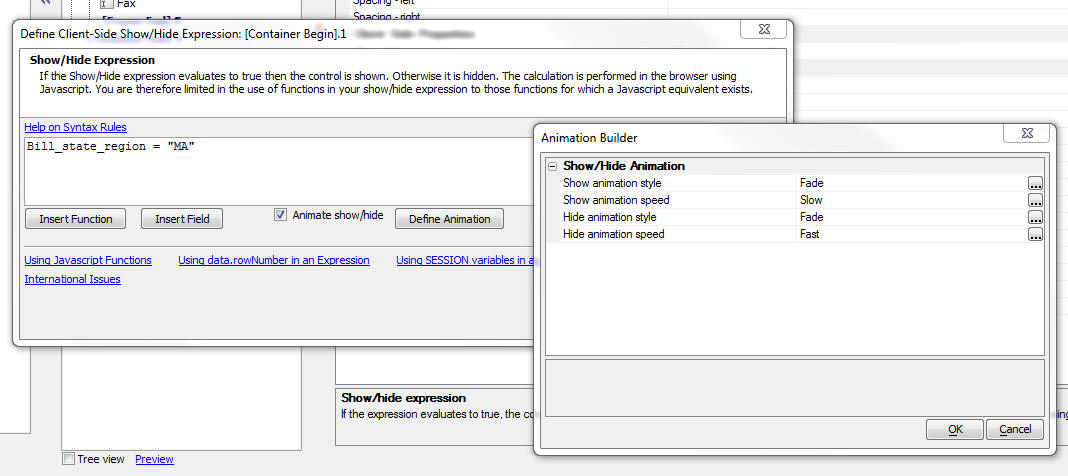 Fax
Spacing - left
Spacing - right
Define Client-Side Show/Hide Expression: [Container Begin].1
Show/Hide Expression
If the Show/Hide expression evaluates to true then the control is shown. Otherwise it is hidden. The calculation is performed in the browser using
Javascript. You are therefore limited in the use of functions in your show/hide expression to those functions for which a Javascript equivalent exists.
Help on Syntax Rules
Bill_state_region = "MA"
Insert Function
Insert Field
Animate show/hide
Define Animation
Using Javascript Functions
Using data.rowNumber in an Expression
Using SESSION variables in a
International Issues
Animation Builder
Show/Hide Animation
Show animation style Fade ...
Show animation speed Slow ...
Hide animation style Fade ...
Hide animation speed Fast ...
OK
Cancel
Show/hide expression
If the expression evaluates to true, the co
ing
Tree view
Preview